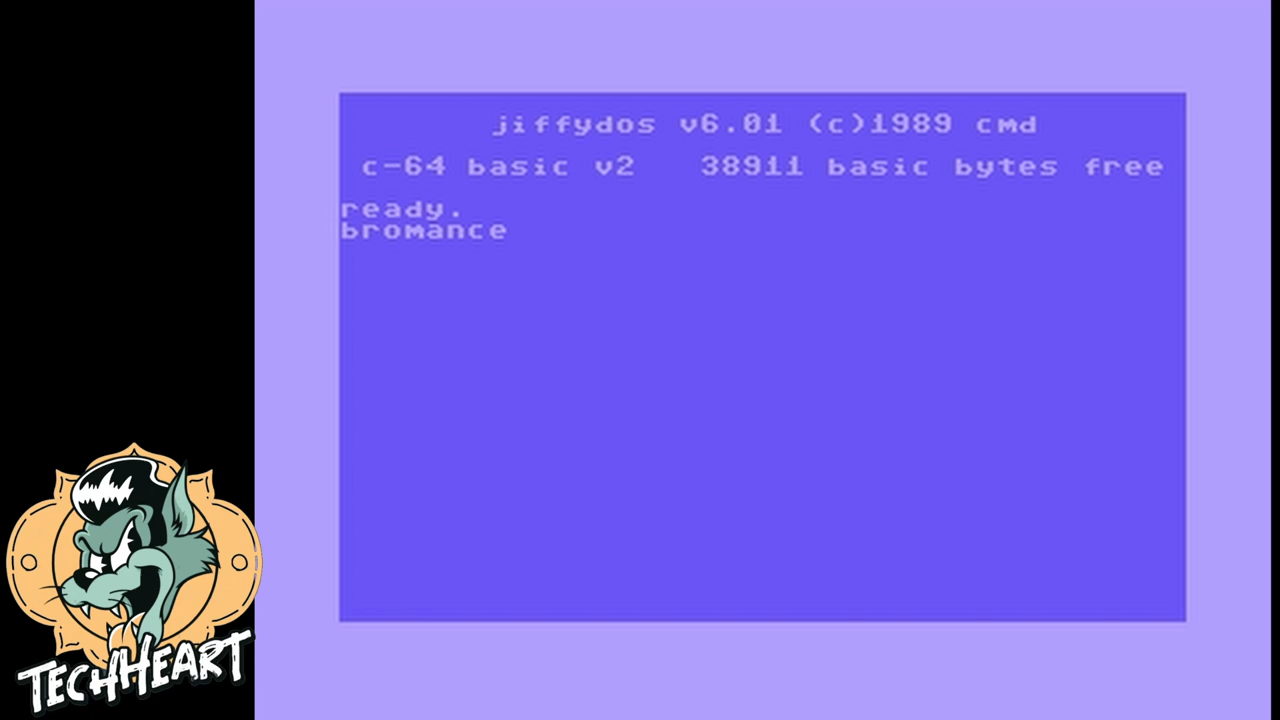 jiffydos v6.01 (c)1989 cmd
c-64 basic v2   38911 basic bytes free
ready.
bromance
TECHHEART